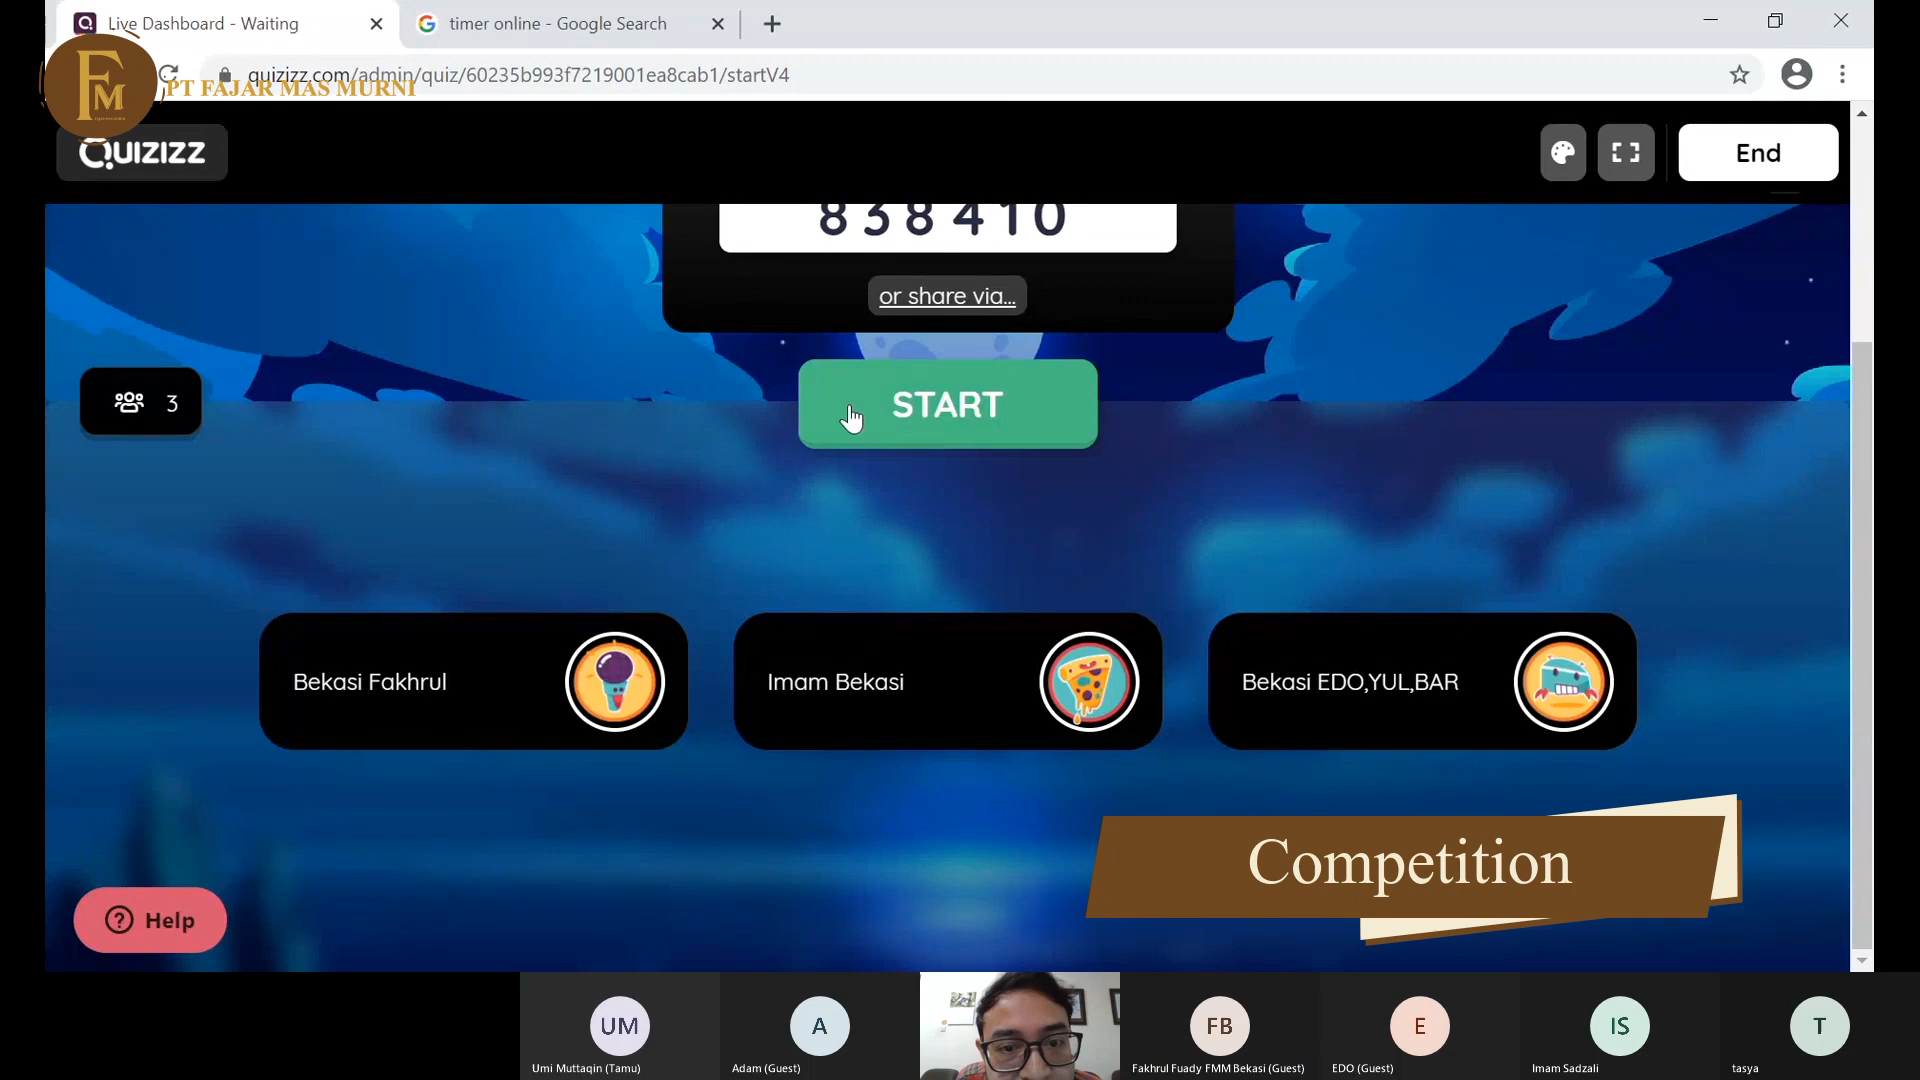 Live Dashboard - Waiting
timer online - Google Search
quizizz.com/admin/quiz/60235b993f7219001ea8cab1/startV4
FM
PT FAJAR MAS MURNI
QUIZIZZ
End
838410
or share via...
3
START
Bekasi Fakhrul
Imam Bekasi
Bekasi EDO,YUL,BAR
Competition
Help
UM
A
FB
E
IS
T
Umi Muttaqin (Tamu)
Adam (Guest)
Fakhrul Fuady FMM Bekasi (Guest)
EDO (Guest)
Imam Sadzali
tasya